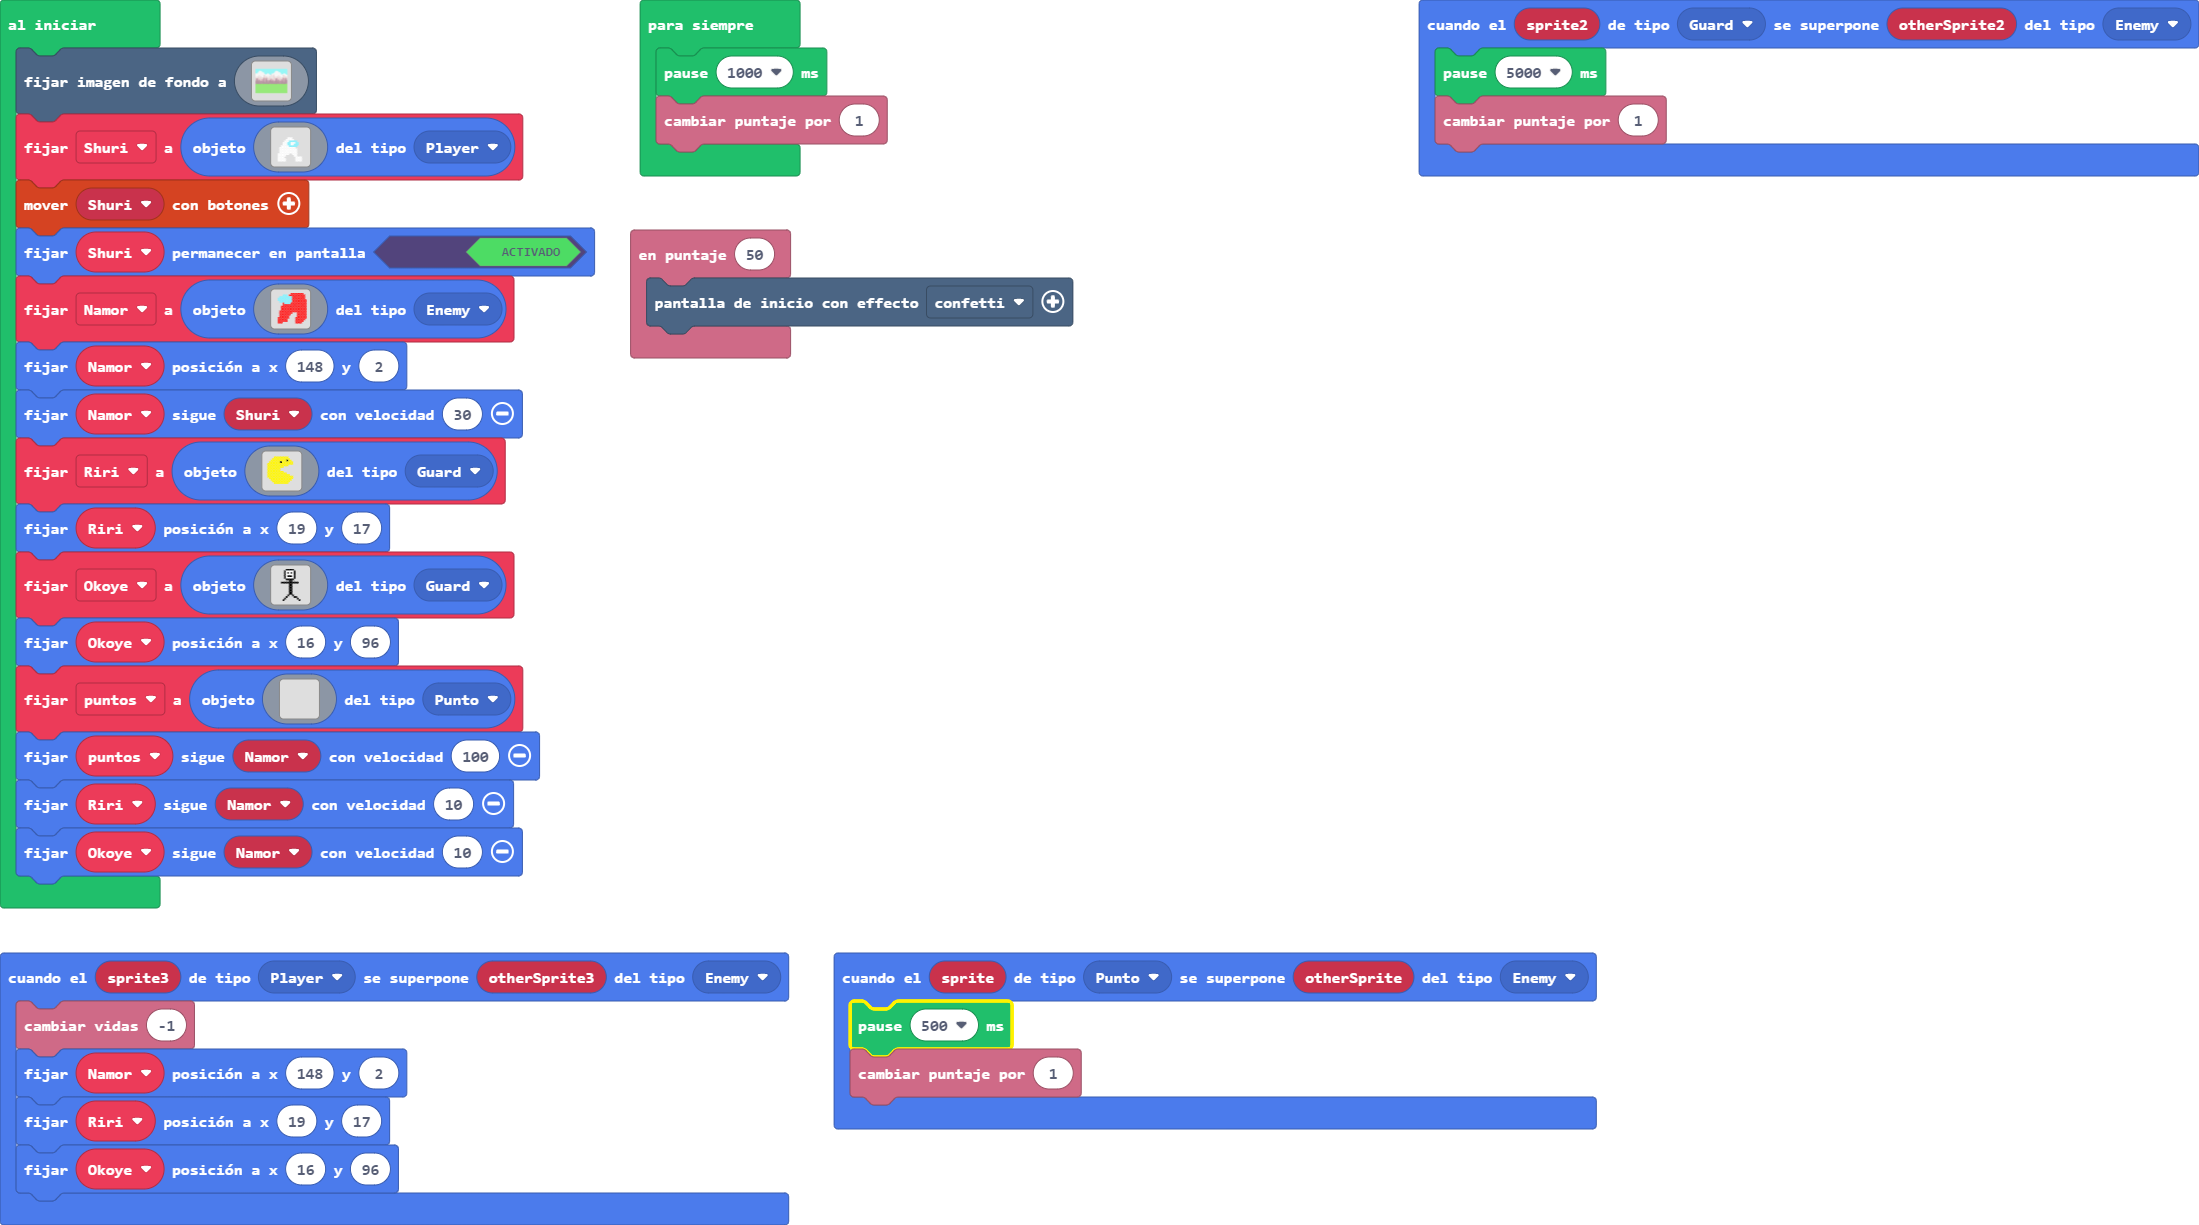 al iniciar
fijar imagen de fondo a
fijar Shuri a objeto del tipo Player
mover Shuri con botones
fijar Shuri permanecer en pantalla ACTIVADO
fijar Namor a objeto del tipo Enemy
fijar Namor posición a x 148 y 2
fijar Namor sigue Shuri con velocidad 30
fijar Riri a objeto del tipo Guard
fijar Riri posición a x 19 y 17
fijar Okoye a objeto del tipo Guard
fijar Okoye posición a x 16 y 96
fijar puntos a objeto del tipo Punto
fijar puntos sigue Namor con velocidad 100
fijar Riri sigue Namor con velocidad 10
fijar Okoye sigue Namor con velocidad 10
para siempre
pause 1000 ms
cambiar puntaje por 1
en puntaje 50
pantalla de inicio con effecto confetti
cuando el sprite2 de tipo Guard se superpone otherSprite2 del tipo Enemy
pause 5000 ms
cambiar puntaje por 1
cuando el sprite3 de tipo Player se superpone otherSprite3 del tipo Enemy
cambiar vidas -1
fijar Namor posición a x 148 y 2
fijar Riri posición a x 19 y 17
fijar Okoye posición a x 16 y 96
cuando el sprite de tipo Punto se superpone otherSprite del tipo Enemy
pause 500 ms
cambiar puntaje por 1